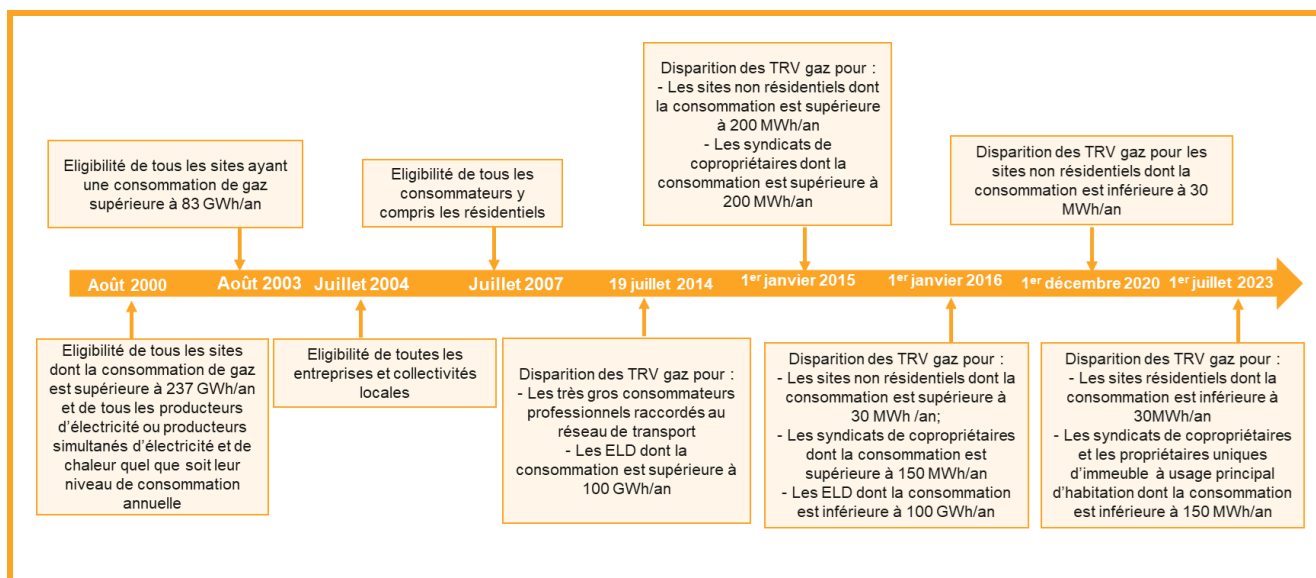 Eligibilité de tous les sites ayant
une consommation de gaz
supérieure à 83 GWh/an
Eligibilité de tous les
consommateurs y
compris les résidentiels
Disparition des TRV gaz pour :
- Les sites non résidentiels dont
la consommation est supérieure
à 200 MWh/an
- Les syndicats de
copropriétaires dont la
consommation est supérieure à
200 MWh/an
Disparition des TRV gaz pour les
sites non résidentiels dont la
consommation est inférieure à 30
MWh/an
Août 2000
Août 2003
Juillet 2004
Juillet 2007
19 juillet 2014
1er janvier 2015
1er janvier 2016
1er décembre 2020
1er juillet 2023
Eligibilité de tous les sites
dont la consommation de gaz
est supérieure à 237 GWh/an
et de tous les producteurs
d'électricité ou producteurs
simultanés d'électricité et de
chaleur quel que soit leur
niveau de consommation
annuelle
Eligibilité de toutes les
entreprises et collectivités
locales
Disparition des TRV gaz pour :
- Les très gros consommateurs
professionnels raccordés au
réseau de transport
- Les ELD dont la
consommation est supérieure à
100 GWh/an
Disparition des TRV gaz pour :
- Les sites non résidentiels dont la
consommation est supérieure à
30 MWh /an;
- Les syndicats de copropriétaires
dont la consommation est
supérieure à 150 MWh/an
- Les ELD dont la consommation
est inférieure à 100 GWh/an
Disparition des TRV gaz pour :
- Les sites résidentiels dont la
consommation est inférieure à
30MWh/an
- Les syndicats de copropriétaires
et les propriétaires uniques
d'immeuble à usage principal
d'habitation dont la consommation
est inférieure à 150 MWh/an